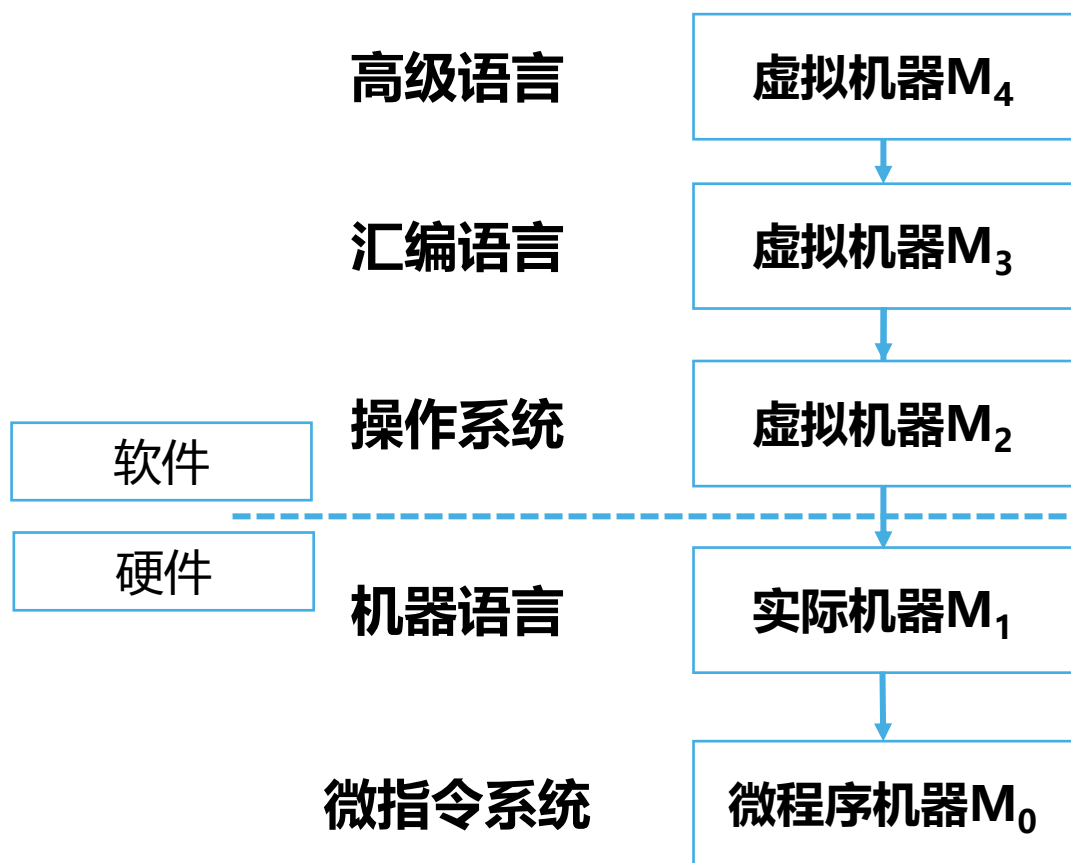 高级语言 虚拟机器M₄
汇编语言 虚拟机器M₃
操作系统 虚拟机器M₂
软件
硬件
机器语言 实际机器M₁
微指令系统 微程序机器M₀